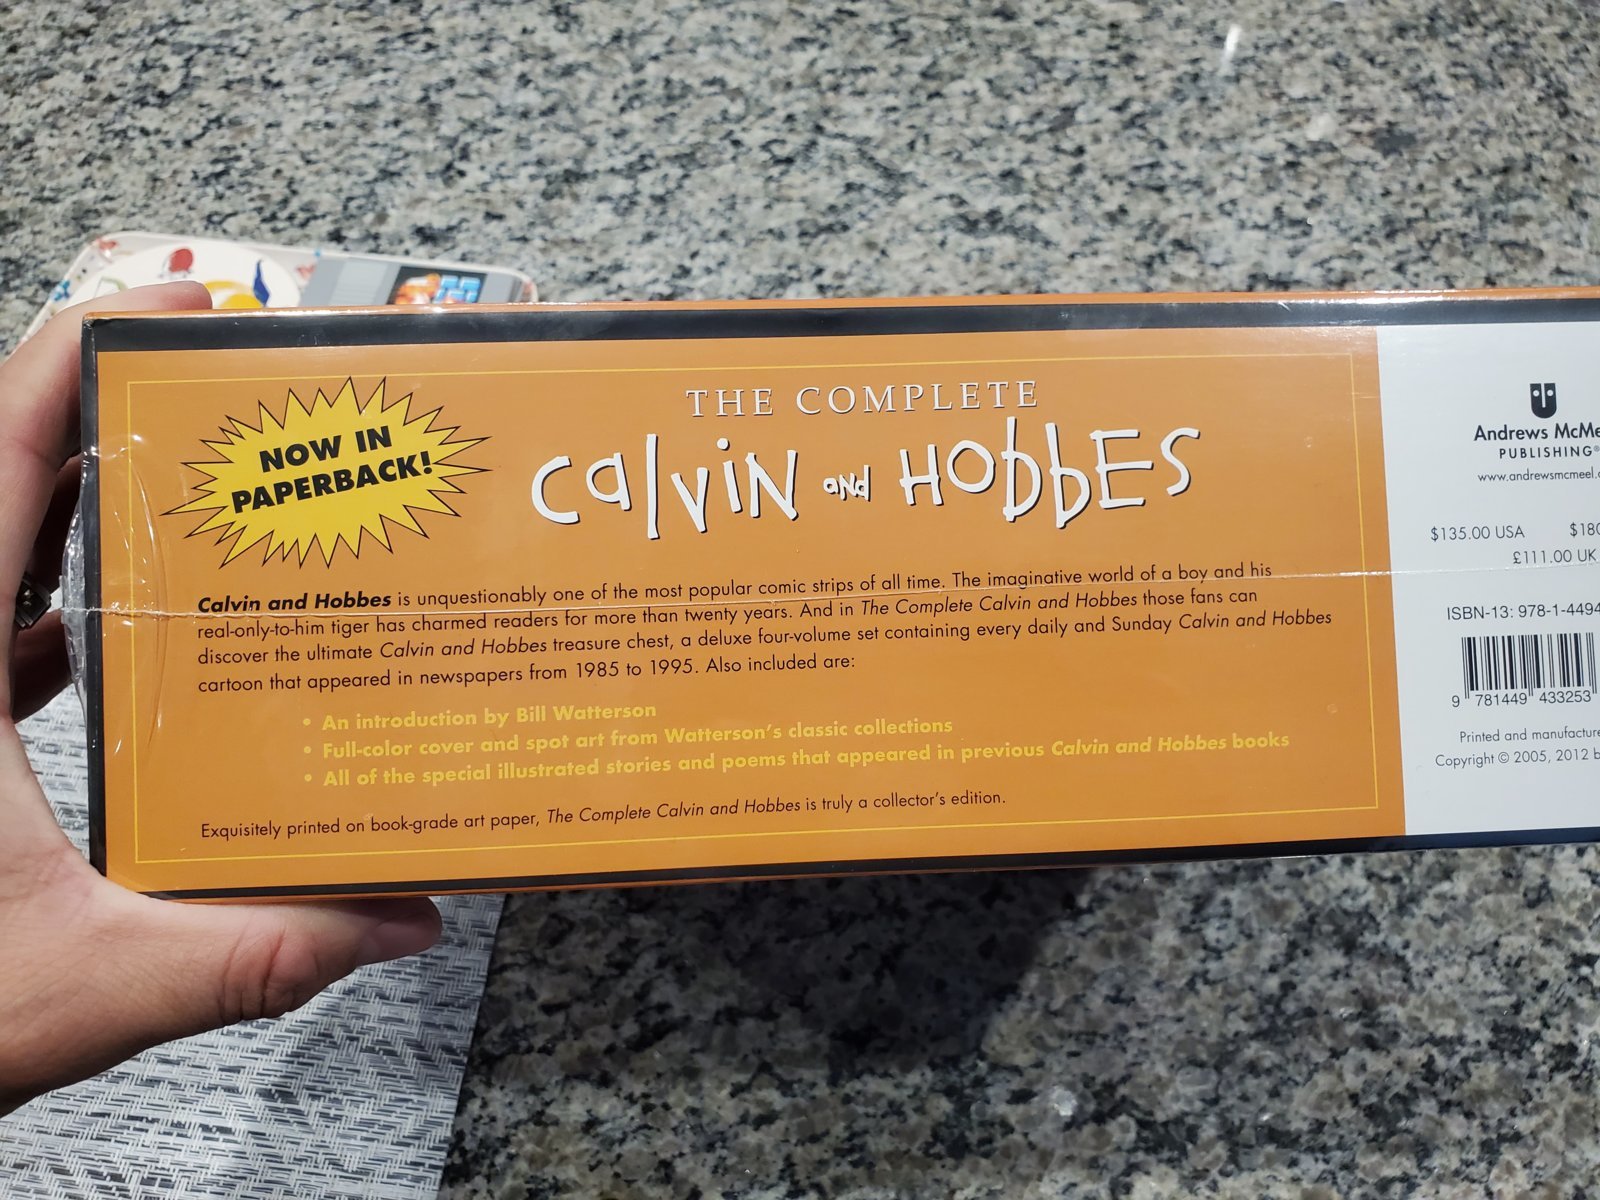 NOW IN
PAPERBACK!
THE COMPLETE
CalviN and HObbES
Calvin and Hobbes is unquestionably one of the most popular comic strips of all time. The imaginative world of a boy and his
real-only-to-him tiger has charmed readers for more than twenty years. And in The Complete Calvin and Hobbes those fans can
discover the ultimate Calvin and Hobbes treasure chest, a deluxe four-volume set containing every daily and Sunday Calvin and Hobbes
cartoon that appeared in newspapers from 1985 to 1995. Also included are:
• An introduction by Bill Watterson
• Full-color cover and spot art from Watterson's classic collections
• All of the special illustrated stories and poems that appeared in previous Calvin and Hobbes books
Exquisitely printed on book-grade art paper, The Complete Calvin and Hobbes is truly a collector's edition.
Andrews McMe
PUBLISHING®
www.andrewsmcmeel.
$135.00 USA $180
£111.00 UK
ISBN-13: 978-1-4494
9 781449 433253
Printed and manufacture
Copyright © 2005, 2012 b